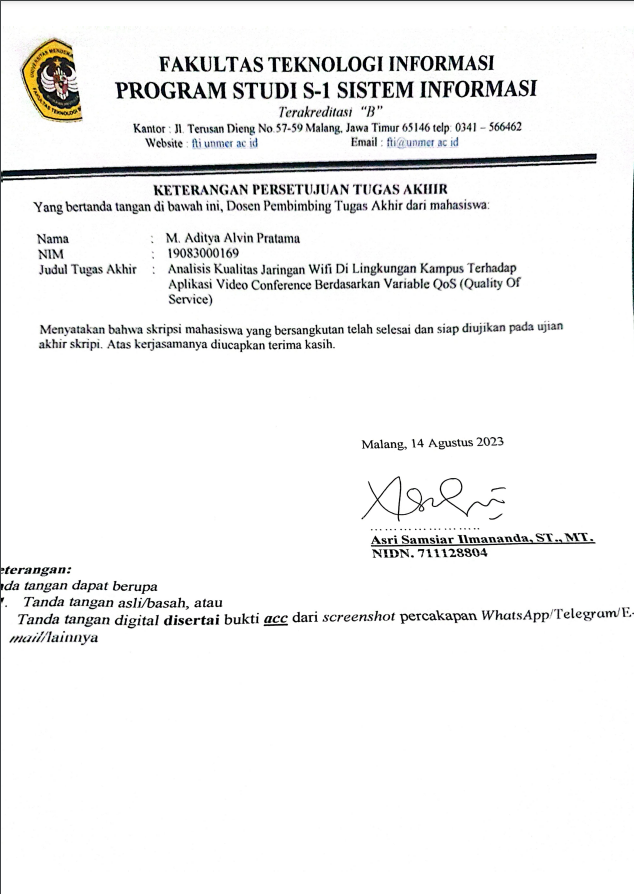 FAKULTAS TEKNOLOGI INFORMASI
PROGRAM STUDI S-1 SISTEM INFORMASI
Terakreditasi "B"
Kantor : Jl. Terusan Dieng No 57-59 Malang, Jawa Timur 65146 telp: 0341 – 566462
Website : fti unmer ac id Email : fti@unmer ac id
KETERANGAN PERSETUJUAN TUGAS AKHIR
Yang bertanda tangan di bawah ini, Dosen Pembimbing Tugas Akhir dari mahasiswa:
Nama : M. Aditya Alvin Pratama
NIM : 19083000169
Judul Tugas Akhir : Analisis Kualitas Jaringan Wifi Di Lingkungan Kampus Terhadap
Aplikasi Video Conference Berdasarkan Variable QoS (Quality Of
Service)
Menyatakan bahwa skripsi mahasiswa yang bersangkutan telah selesai dan siap diujikan pada ujian
akhir skripi. Atas kerjasamanya diucapkan terima kasih.
Malang, 14 Agustus 2023
Asri Samsiar Ilmananda, ST., MT.
NIDN. 711128804
eterangan:
nda tangan dapat berupa
. Tanda tangan asli/basah, atau
Tanda tangan digital disertai bukti acc dari screenshot percakapan WhatsApp/Telegram/E-
mail/lainnya